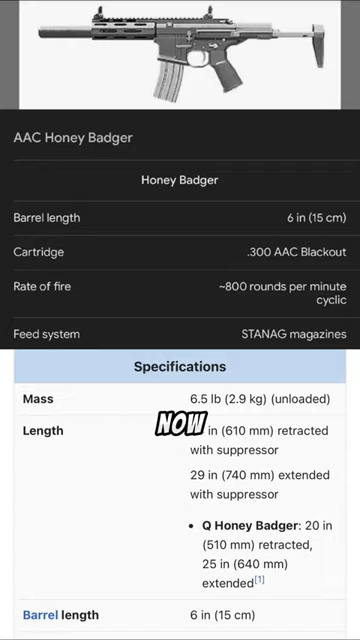 AAC Honey Badger
Honey Badger
Barrel length 6 in (15 cm)
Cartridge .300 AAC Blackout
Rate of fire ~800 rounds per minute
cyclic
Feed system STANAG magazines
Specifications
Mass 6.5 lb (2.9 kg) (unloaded)
NOW
Length in (610 mm) retracted
with suppressor
29 in (740 mm) extended
with suppressor
• Q Honey Badger: 20 in
(510 mm) retracted,
25 in (640 mm)
extended[1]
Barrel length 6 in (15 cm)